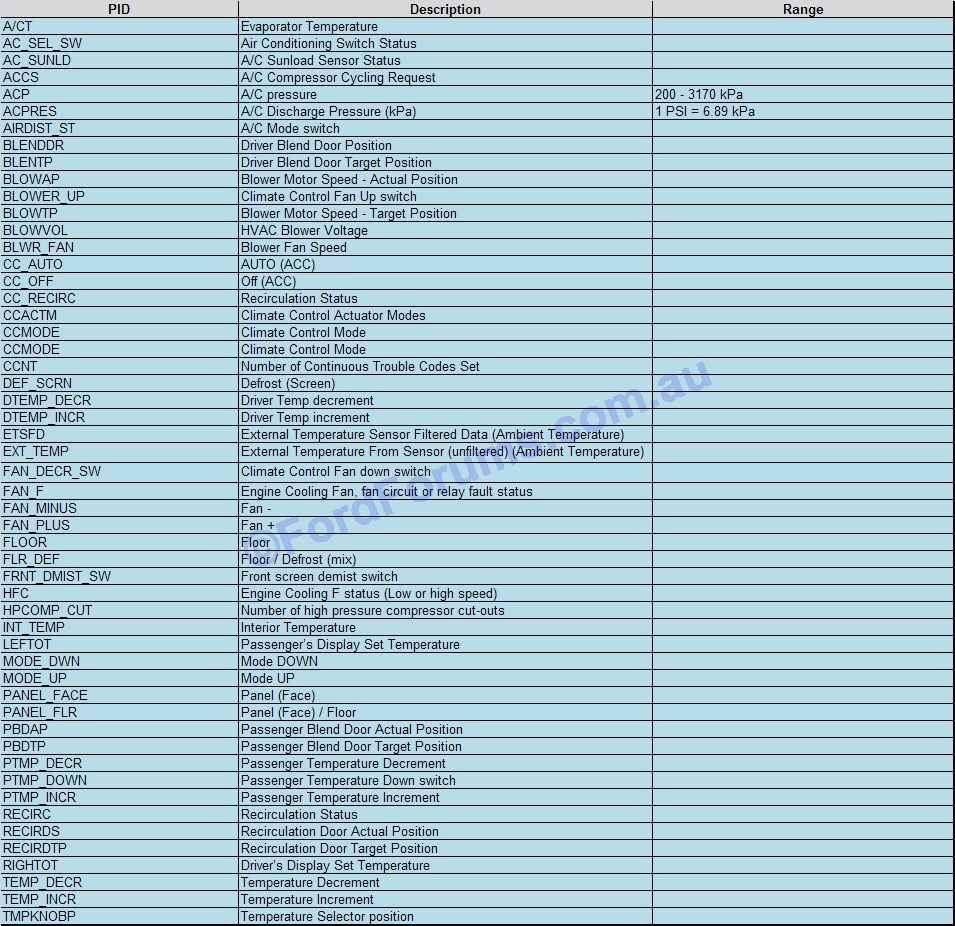 PID Description Range
A/CT Evaporator Temperature
AC_SEL_SW Air Conditioning Switch Status
AC_SUNLD A/C Sunload Sensor Status
ACCS A/C Compressor Cycling Request
ACP A/C pressure 200 - 3170 kPa
ACPRES A/C Discharge Pressure (kPa) 1 PSI = 6.89 kPa
AIRDIST_ST A/C Mode switch
BLENDDR Driver Blend Door Position
BLENTP Driver Blend Door Target Position
BLOWAP Blower Motor Speed - Actual Position
BLOWER_UP Climate Control Fan Up switch
BLOWTP Blower Motor Speed - Target Position
BLOWVOL HVAC Blower Voltage
BLWR_FAN Blower Fan Speed
CC_AUTO AUTO (ACC)
CC_OFF Off (ACC)
CC_RECIRC Recirculation Status
CCACTM Climate Control Actuator Modes
CCMODE Climate Control Mode
CCMODE Climate Control Mode
CCNT Number of Continuous Trouble Codes Set
DEF_SCRN Defrost (Screen)
DTEMP_DECR Driver Temp decrement
DTEMP_INCR Driver Temp increment
ETSFD External Temperature Sensor Filtered Data (Ambient Temperature)
EXT_TEMP External Temperature From Sensor (unfiltered) (Ambient Temperature)
FAN_DECR_SW Climate Control Fan down switch
FAN_F Engine Cooling Fan, fan circuit or relay fault status
FAN_MINUS Fan -
FAN_PLUS Fan +
FLOOR Floor
FLR_DEF Floor / Defrost (mix)
FRNT_DMIST_SW Front screen demist switch
HFC Engine Cooling F status (Low or high speed)
HPCOMP_CUT Number of high pressure compressor cut-outs
INT_TEMP Interior Temperature
LEFTOT Passenger's Display Set Temperature
MODE_DWN Mode DOWN
MODE_UP Mode UP
PANEL_FACE Panel (Face)
PANEL_FLR Panel (Face) / Floor
PBDAP Passenger Blend Door Actual Position
PBDTP Passenger Blend Door Target Position
PTMP_DECR Passenger Temperature Decrement
PTMP_DOWN Passenger Temperature Down switch
PTMP_INCR Passenger Temperature Increment
RECIRC Recirculation Status
RECIRDS Recirculation Door Actual Position
RECIRDTP Recirculation Door Target Position
RIGHTOT Driver's Display Set Temperature
TEMP_DECR Temperature Decrement
TEMP_INCR Temperature Increment
TMPKNOBP Temperature Selector position
©FordForums.com.au